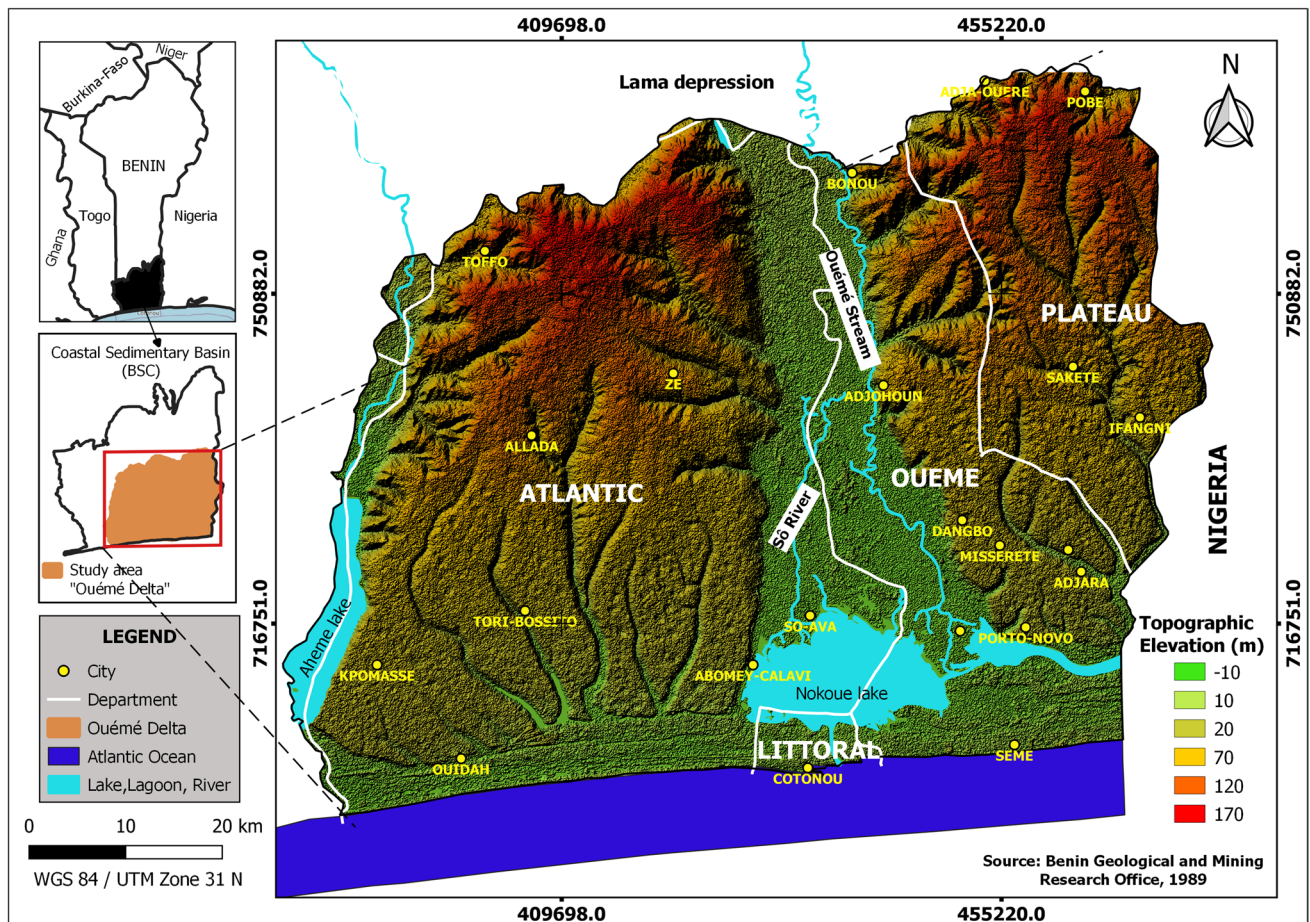 409698.0
455220.0
Niger
Burkina-Faso
BENIN
Togo
Nigeria
Ghana
Coastal Sedimentary Basin
(BSC)
Study area
"Ouémé Delta"
LEGEND
City
Department
Ouémé Delta
Atlantic Ocean
Lake,Lagoon, River
0 10 20 km
WGS 84 / UTM Zone 31 N
750882.0
716751.0
Lama depression
N
ADJA-OUERE
POBE
BONOU
TOFFO
Ouémé Stream
PLATEAU
ZE
SAKETE
ADJOHOUN
IFANGNI
ALLADA
ATLANTIC
OUEME
NIGERIA
Sô River
DANGBO
MISSERETE
ADJARA
Aheme lake
TORI-BOSSITO
SO-AVA
PORTO-NOVO
KPOMASSE
ABOMEY-CALAVI
Nokoue lake
LITTORAL
OUIDAH
COTONOU
SEME
750882.0
716751.0
Topographic
Elevation (m)
-10
10
20
70
120
170
Source: Benin Geological and Mining
Research Office, 1989
409698.0
455220.0